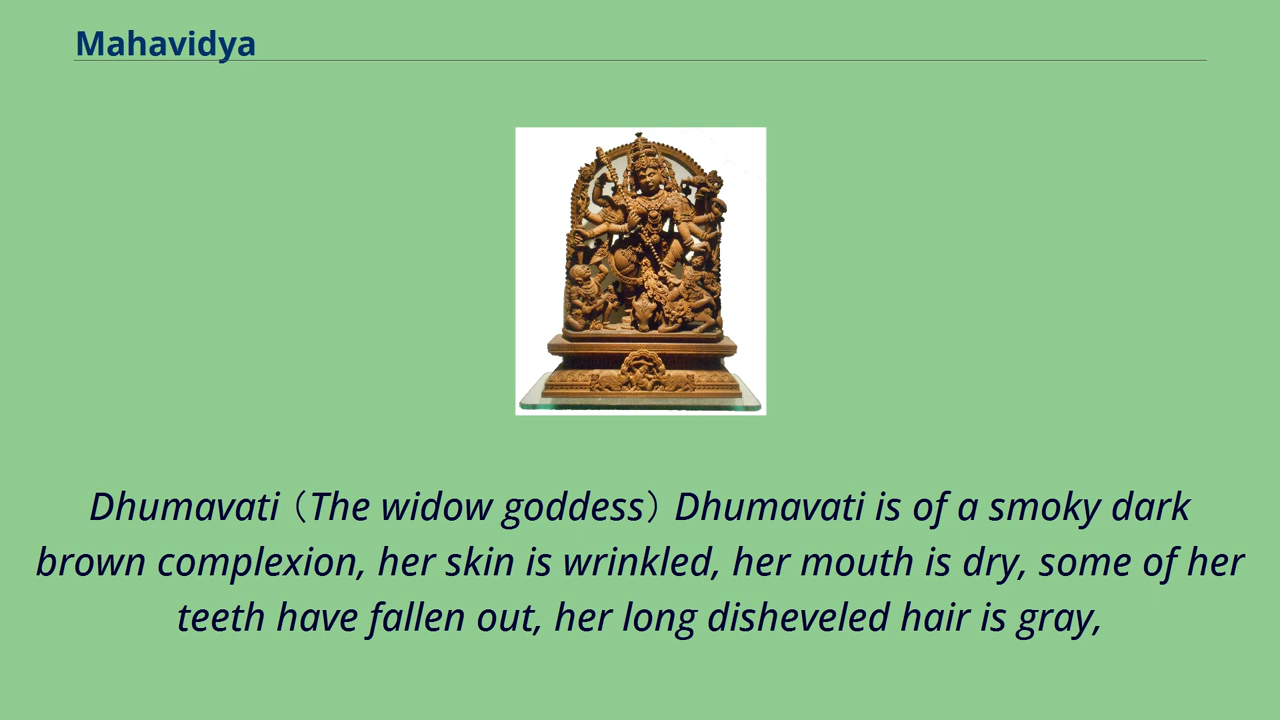 Mahavidya
Dhumavati (The widow goddess) Dhumavati is of a smoky dark
brown complexion, her skin is wrinkled, her mouth is dry, some of her
teeth have fallen out, her long disheveled hair is gray,